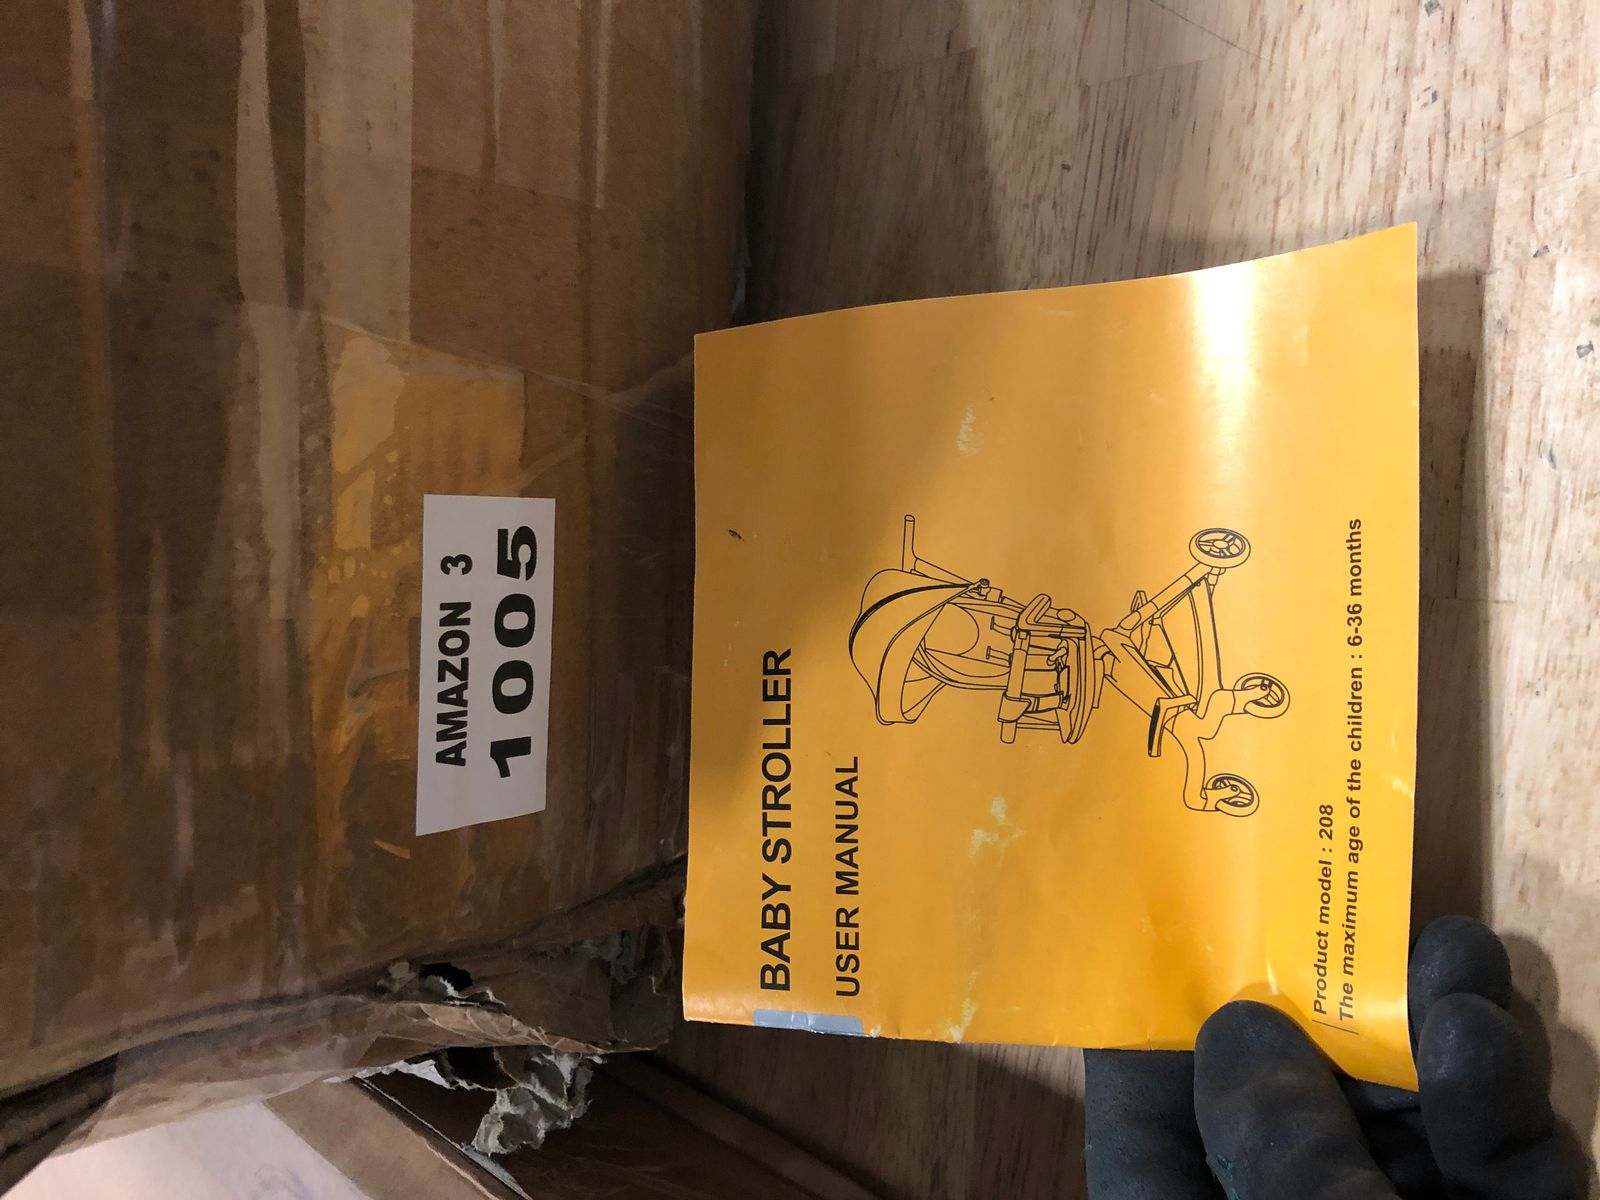 AMAZON 3
1005
BABY STROLLER
USER MANUAL
Product model : 208
The maximum age of the children : 6-36 months